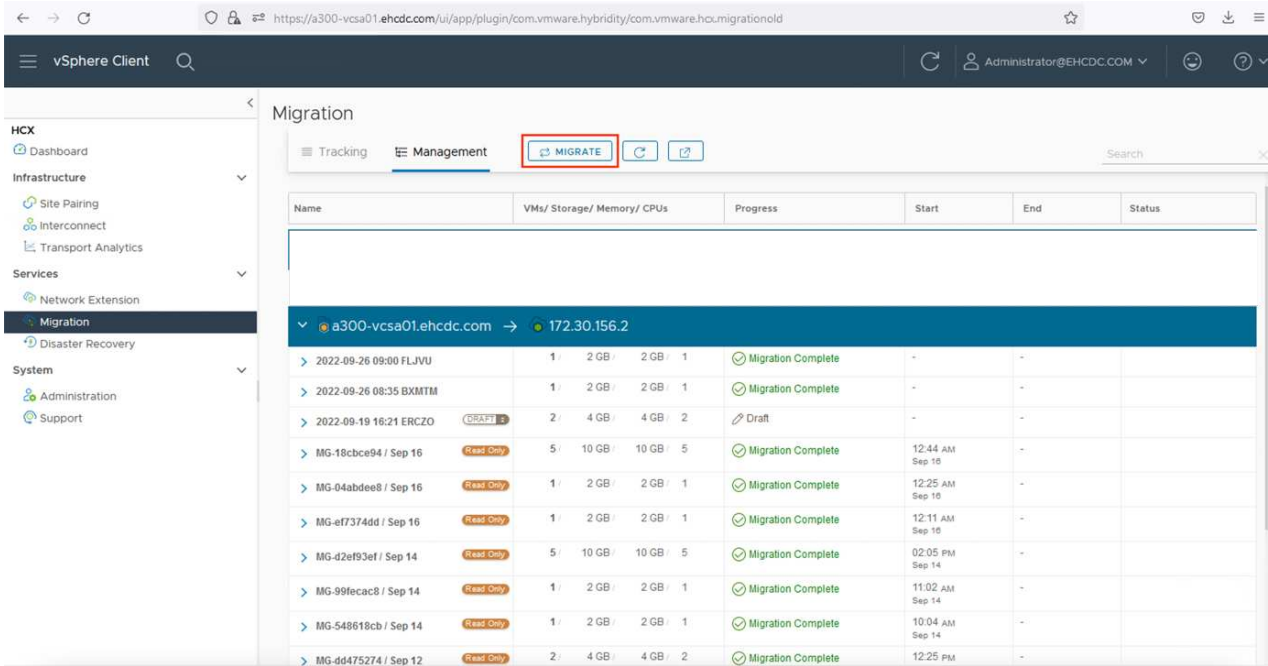 https://a300-vcsa01.ehcdc.com/ui/app/plugin/com.vmware.hybridity/com.vmware.hcx.migrationold
vSphere Client
Administrator@EHCDC.COM
HCX
Dashboard
Infrastructure
Site Pairing
Interconnect
Transport Analytics
Services
Network Extension
Migration
Disaster Recovery
System
Administration
Support
Migration
Tracking
Management
MIGRATE
Search
Name VMs/ Storage/ Memory/ CPUs Progress Start End Status
a300-vcsa01.ehcdc.com → 172.30.156.2
2022-09-26 09:00 FLJVU 1 / 2 GB / 2 GB / 1 Migration Complete - -
2022-09-26 08:35 BXMTM 1 / 2 GB / 2 GB / 1 Migration Complete - -
2022-09-19 16:21 ERCZO DRAFT 2 / 4 GB / 4 GB / 2 Draft - -
MG-18cbce94 / Sep 16 Read Only 5 / 10 GB / 10 GB / 5 Migration Complete 12:44 AM -
Sep 16
MG-04abdee8 / Sep 16 Read Only 1 / 2 GB / 2 GB / 1 Migration Complete 12:25 AM -
Sep 16
MG-ef7374dd / Sep 16 Read Only 1 / 2 GB / 2 GB / 1 Migration Complete 12:11 AM -
Sep 16
MG-d2ef93ef / Sep 14 Read Only 5 / 10 GB / 10 GB / 5 Migration Complete 02:05 PM -
Sep 14
MG-99fecac8 / Sep 14 Read Only 1 / 2 GB / 2 GB / 1 Migration Complete 11:02 AM -
Sep 14
MG-548618cb / Sep 14 Read Only 1 / 2 GB / 2 GB / 1 Migration Complete 10:04 AM -
Sep 14
MG-dd475274 / Sep 12 Read Only 2 / 4 GB / 4 GB / 2 Migration Complete 12:25 PM -